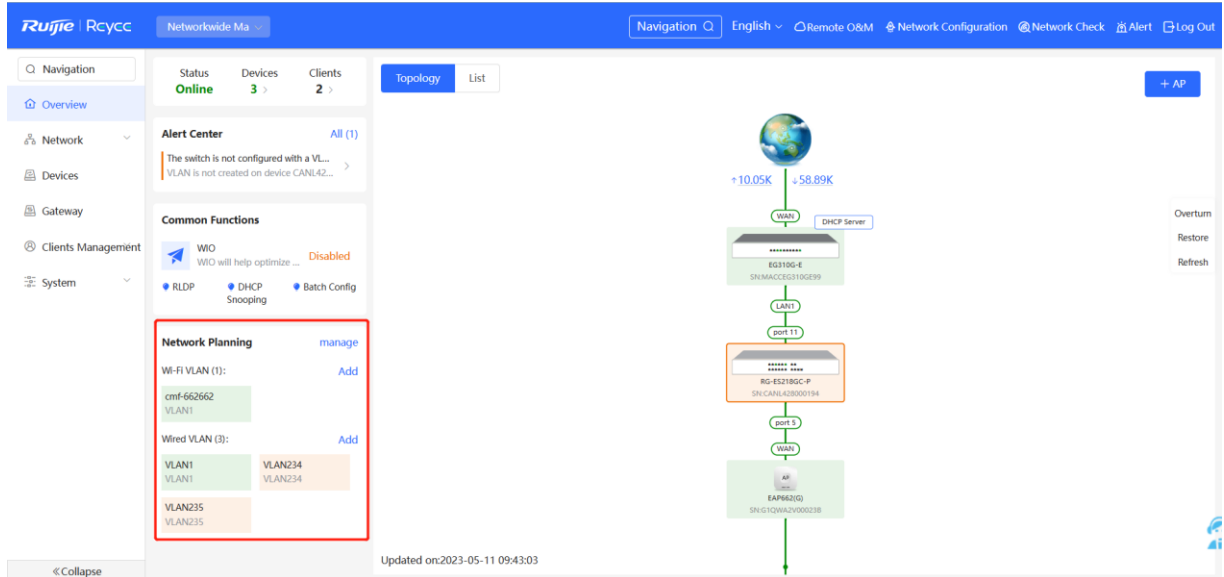 Ruijie | Rcycc
Networkwide Ma
Navigation
English
Remote O&M
Network Configuration
Network Check
Alert
Log Out
Navigation
Overview
Network
Devices
Gateway
Clients Management
System
«Collapse
Status Devices Clients
Online 3 > 2 >
Alert Center All (1)
The switch is not configured with a VL...
VLAN is not created on device CANL42...
Common Functions
WIO
WIO will help optimize ...
Disabled
RLDP DHCP Batch Config
Snooping
Network Planning manage
Wi-Fi VLAN (1): Add
cmf-662662
VLAN1
Wired VLAN (3): Add
VLAN1 VLAN234
VLAN1 VLAN234
VLAN235
VLAN235
Topology List
+ AP
↑10.05K ↓58.89K
WAN
DHCP Server
EG310G-E
SN:MACCEG310GE99
LAN1
port 11
RG-ES218GC-P
SN:CANL428000194
port 5
WAN
AP
EAP662(G)
SN:G1QWA2V00023B
Overturn
Restore
Refresh
Updated on:2023-05-11 09:43:03